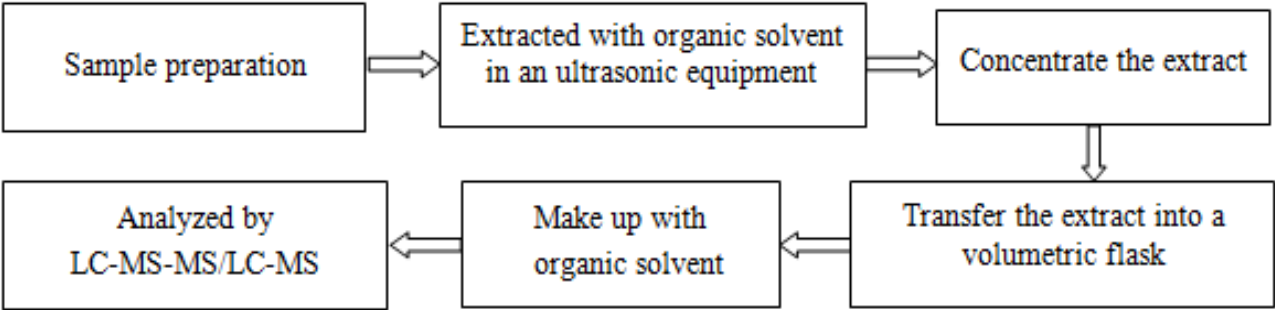 Sample preparation
Extracted with organic solvent
in an ultrasonic equipment
Concentrate the extract
Transfer the extract into a
volumetric flask
Make up with
organic solvent
Analyzed by
LC-MS-MS/LC-MS